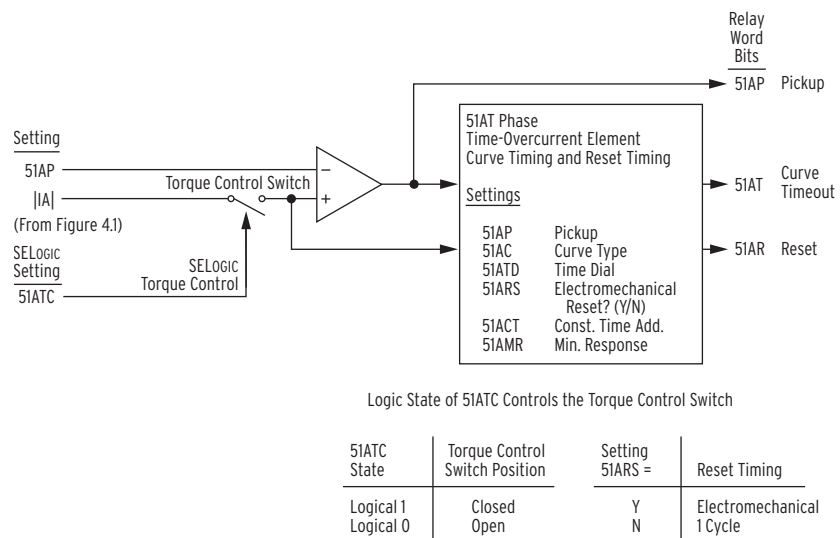 Relay
Word
Bits
51AP Pickup
51AT Phase
Time-Overcurrent Element
Curve Timing and Reset Timing
Setting
51AP
Torque Control Switch
–
+
|IA|
(From Figure 4.1)
51AT Curve
Timeout
Settings
51AP Pickup
51AC Curve Type
51ATD Time Dial
51ARS Electromechanical
Reset? (Y/N)
51ACT Const. Time Add.
51AMR Min. Response
51AR Reset
SELOGIC
Setting
51ATC
SELOGIC
Torque Control
Logic State of 51ATC Controls the Torque Control Switch
51ATC Torque Control Setting
State Switch Position 51ARS = Reset Timing
Logical 1 Closed Y Electromechanical
Logical 0 Open N 1 Cycle